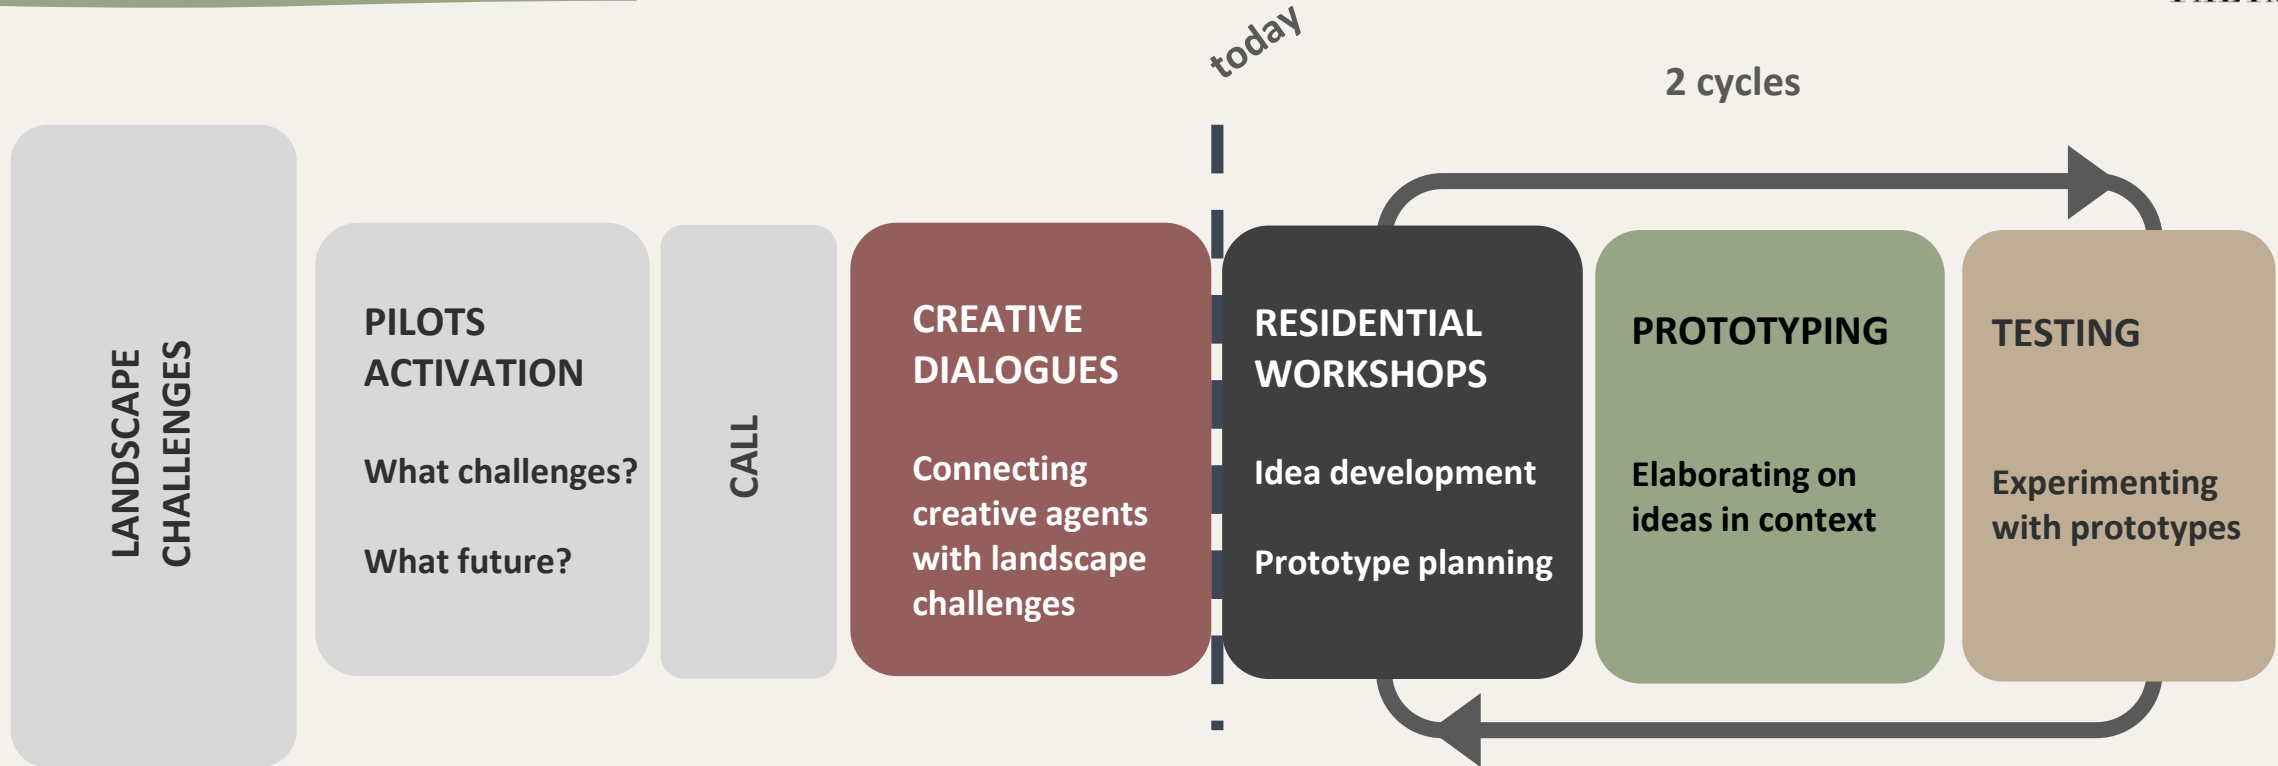 today
2 cycles
LANDSCAPE
CHALLENGES
PILOTS
ACTIVATION
What challenges?
What future?
CALL
CREATIVE
DIALOGUES
Connecting
creative agents
with landscape
challenges
RESIDENTIAL
WORKSHOPS
Idea development
Prototype planning
PROTOTYPING
Elaborating on
ideas in context
TESTING
Experimenting
with prototypes